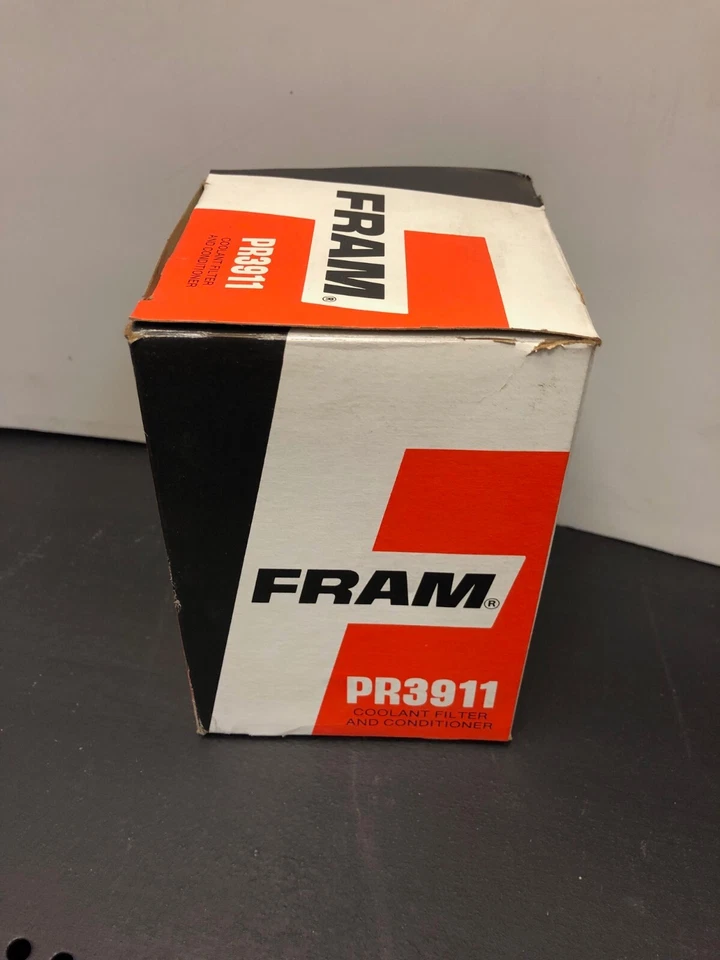 FRAM®
PR3911
COOLANT FILTER
AND CONDITIONER
FRAM®
PR3911
COOLANT FILTER
AND CONDITIONER